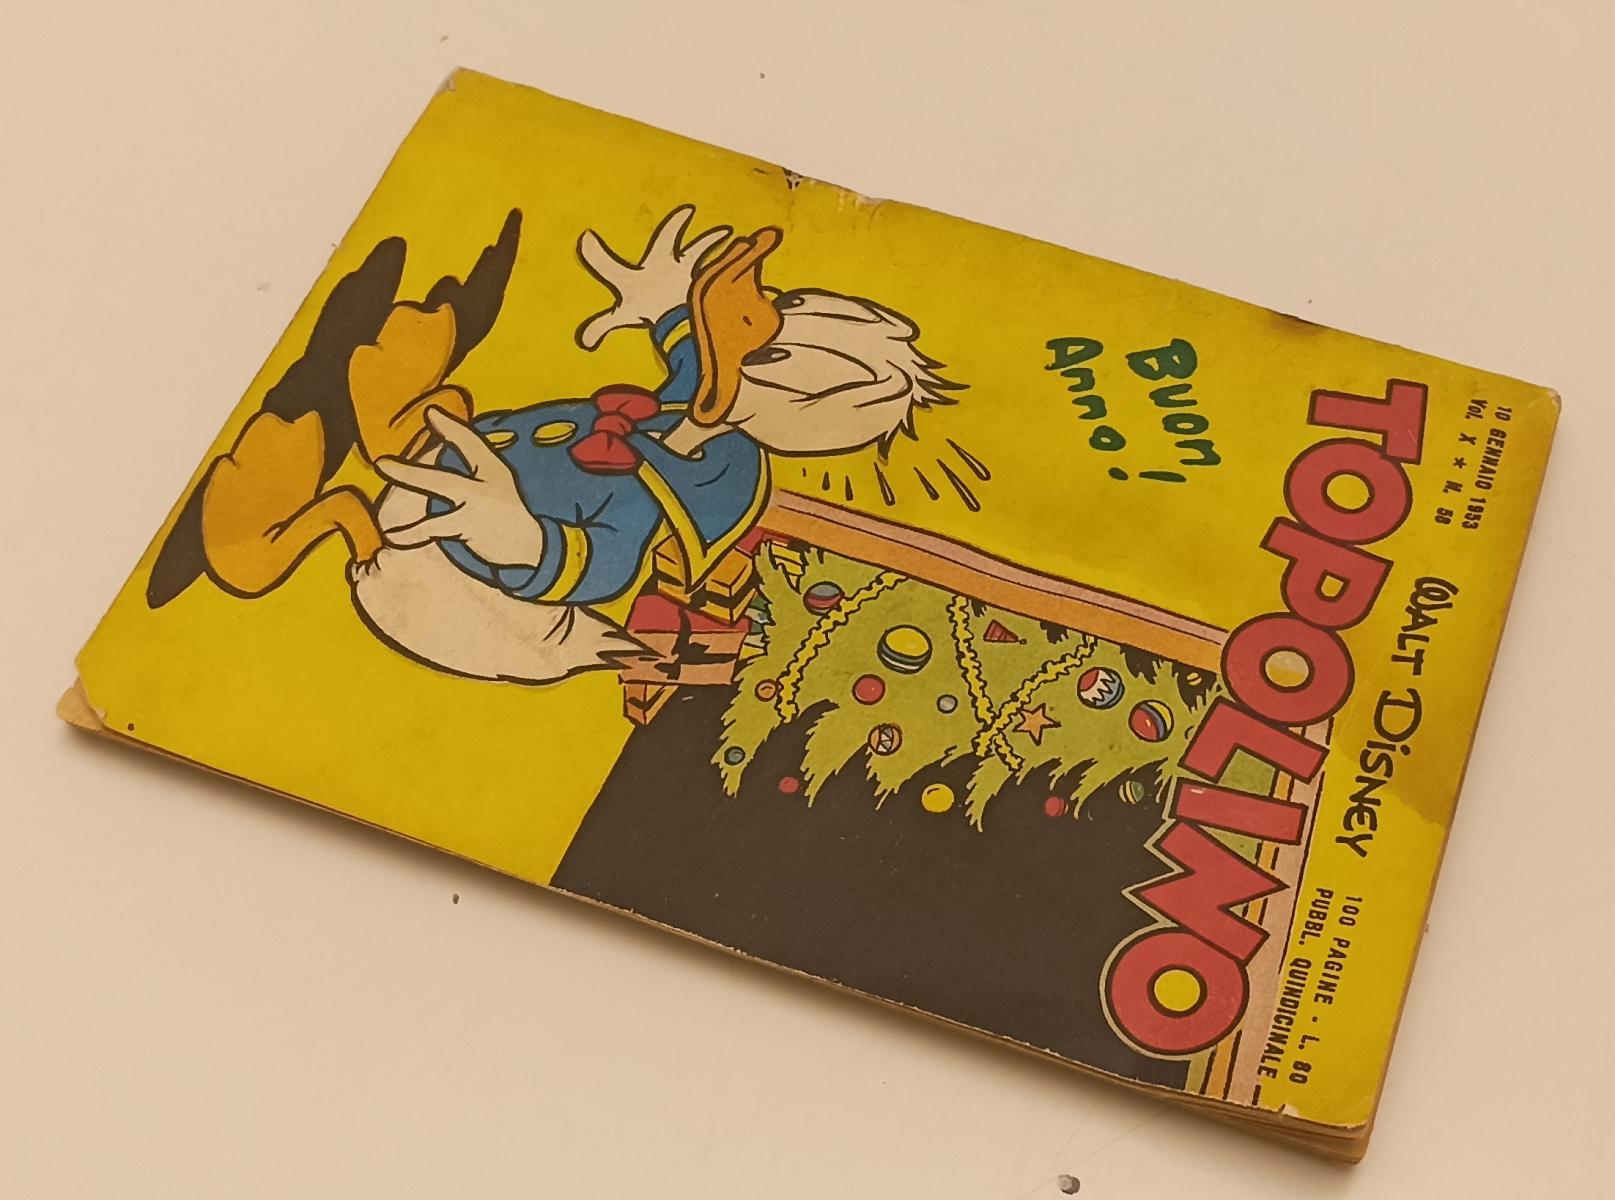 10 GENNAIO 1953
Vol. X ★ N. 58
WALT DISNEY
100 PAGINE - L. 80
PUBBL. QUINDICINALE
TOPOLINO
BUON
Anno!